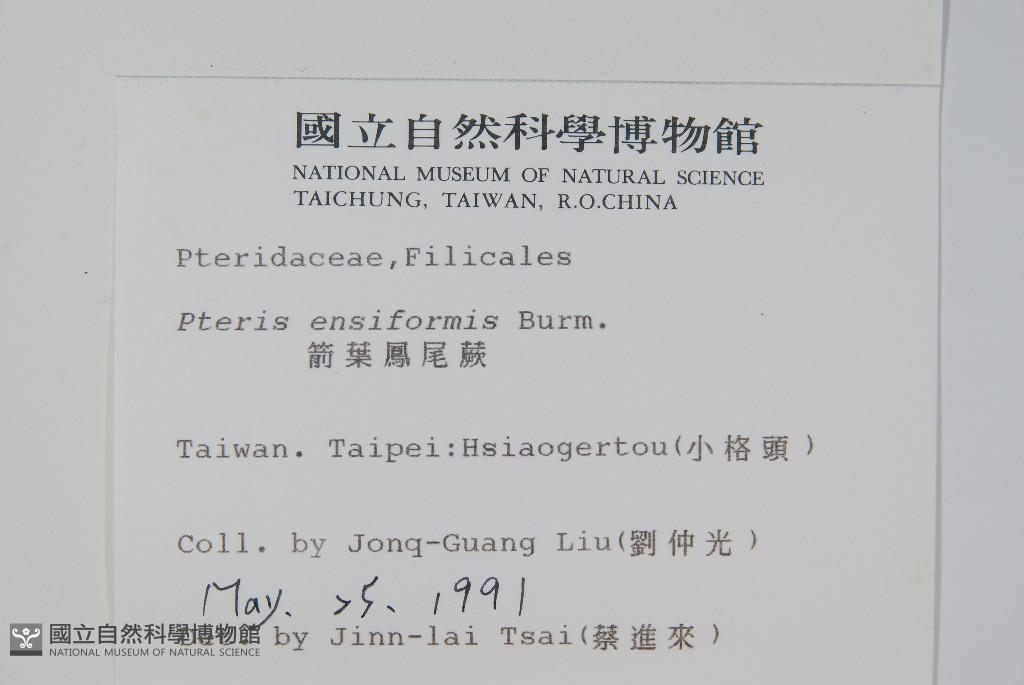 國立自然科學博物館
NATIONAL MUSEUM OF NATURAL SCIENCE
TAICHUNG, TAIWAN, R.O.CHINA
Pteridaceae,Filicales
Pteris ensiformis Burm.
箭葉鳳尾蕨
Taiwan. Taipei:Hsiaogertou(小格頭)
Coll. by Jonq-Guang Liu(劉仲光)
May. 25. 1991
by Jinn-lai Tsai(蔡進來)
國立自然科學博物館
NATIONAL MUSEUM OF NATURAL SCIENCE